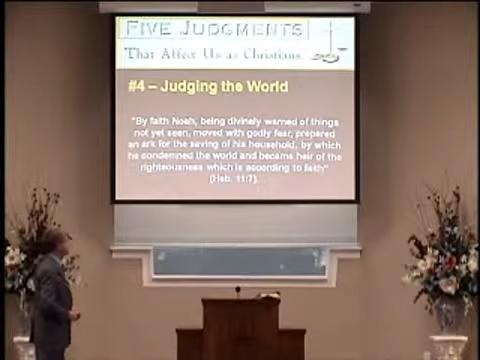 FIVE JUDGMENTS
That Affect Us as Christians
#4 – Judging the World
"By faith Noah, being divinely warned of things
not yet seen, moved with godly fear, prepared
an ark for the saving of his household, by which
he condemned the world and became heir of the
righteousness which is according to faith"
(Heb. 11:7).